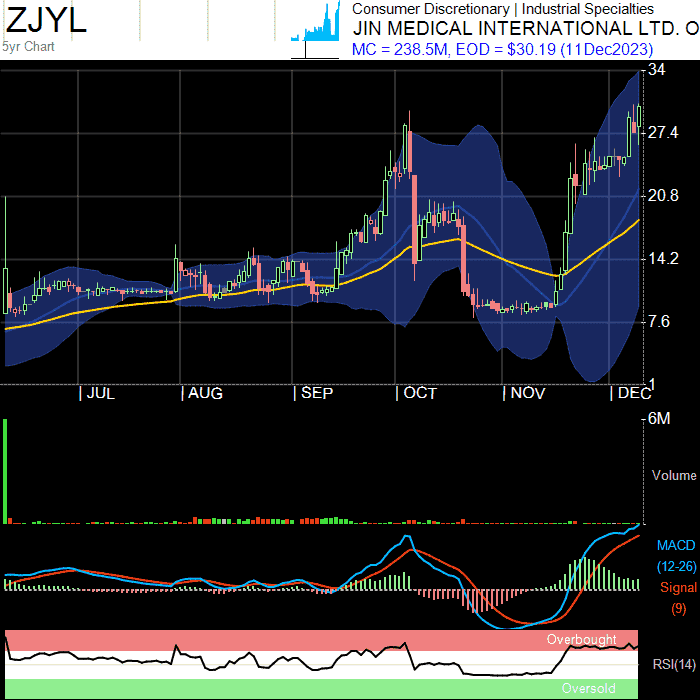 ZJYL
5yr Chart
Consumer Discretionary | Industrial Specialties
JIN MEDICAL INTERNATIONAL LTD. O
MC = 238.5M, EOD = $30.19 (11Dec2023)
34
27.4
20.8
14.2
7.6
1
| JUL | AUG | SEP | OCT | NOV | DEC
6M
Volume
MACD
(12-26)
Signal
(9)
Overbought
RSI(14)
Oversold